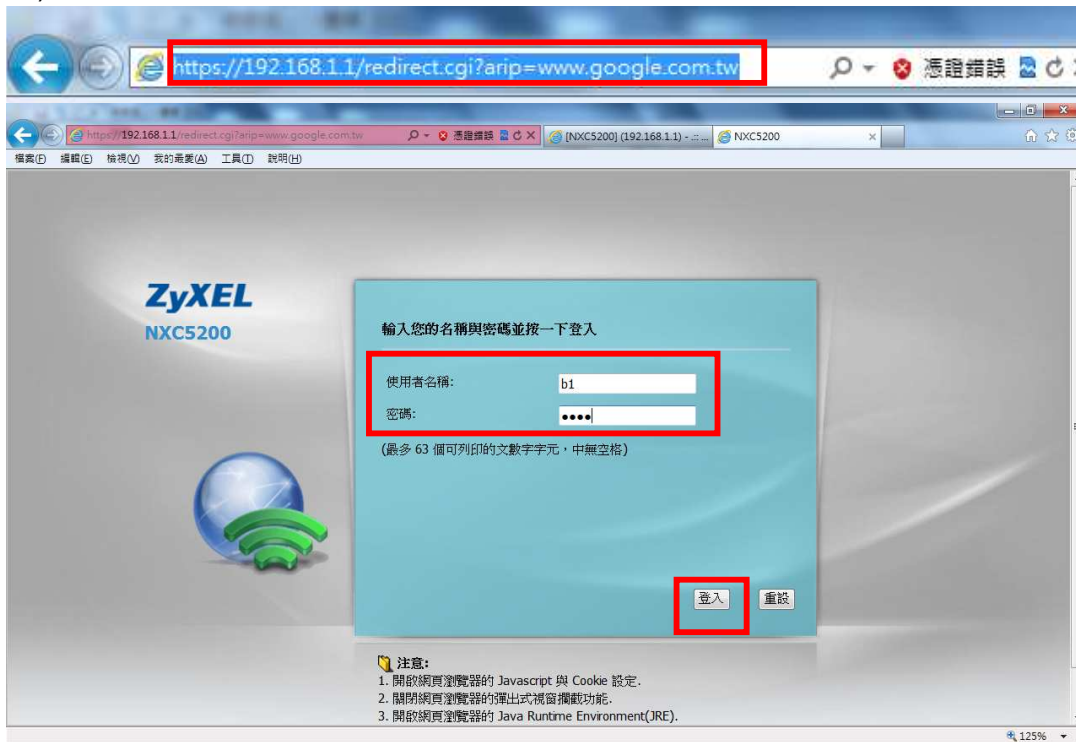 https://192.168.1.1/redirect.cgi?arip=www.google.com.tw 憑證錯誤
https://192.168.1.1/redirect.cgi?arip=www.google.com.tw 憑證錯誤 [NXC5200] (192.168.1.1) - .:: ... NXC5200
檔案(F) 編輯(E) 檢視(V) 我的最愛(A) 工具(T) 說明(H)
ZyXEL
NXC5200
輸入您的名稱與密碼並按一下登入
使用者名稱: b1
密碼: ••••
(最多 63 個可列印的文數字字元,中無空格)
登入 重設
注意:
1. 開啟網頁瀏覽器的 Javascript 與 Cookie 設定.
2. 關閉網頁瀏覽器的彈出式視窗攔截功能.
3. 開啟網頁瀏覽器的 Java Runtime Environment(JRE).
125%